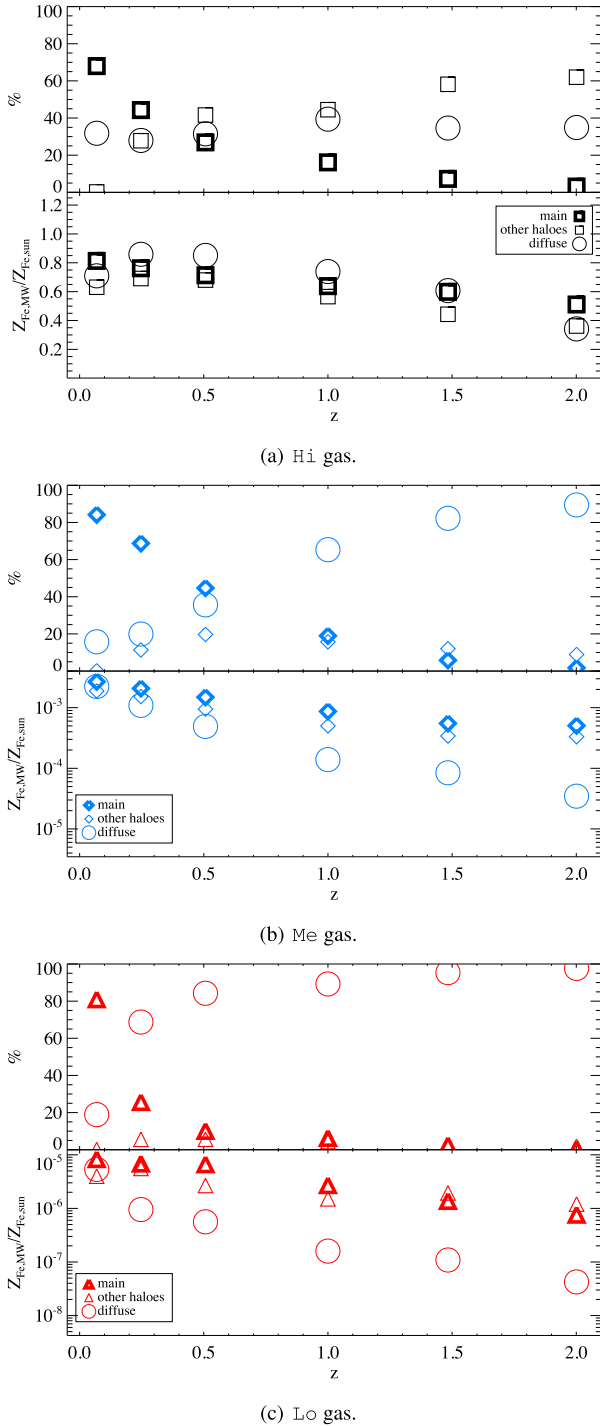 100
80
60
%
40
20
0
1.2
main
other haloes
diffuse
1.0
0.8
Z_Fe,MW/Z_Fe,sun
0.6
0.4
0.2
0.0 0.5 1.0 1.5 2.0
z
(a) Hi gas.
100
80
60
%
40
20
0
10^-3
Z_Fe,MW/Z_Fe,sun
10^-4
10^-5
main
other haloes
diffuse
0.0 0.5 1.0 1.5 2.0
z
(b) Me gas.
100
80
60
%
40
20
0
10^-5
10^-6
Z_Fe,MW/Z_Fe,sun
10^-7
10^-8
main
other haloes
diffuse
0.0 0.5 1.0 1.5 2.0
z
(c) Lo gas.